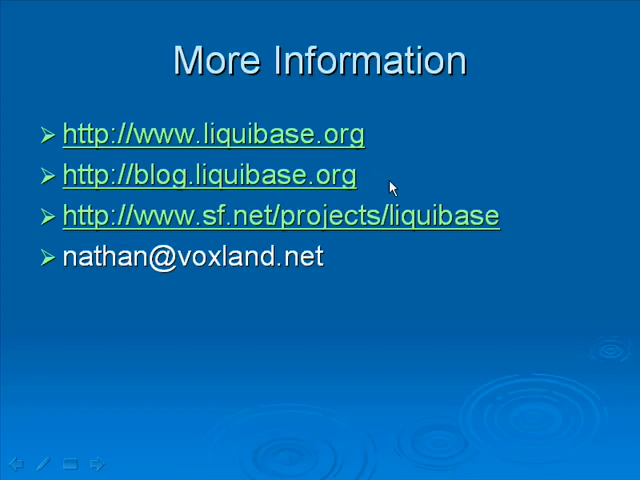 More Information
http://www.liquibase.org
http://blog.liquibase.org
http://www.sf.net/projects/liquibase
nathan@voxland.net